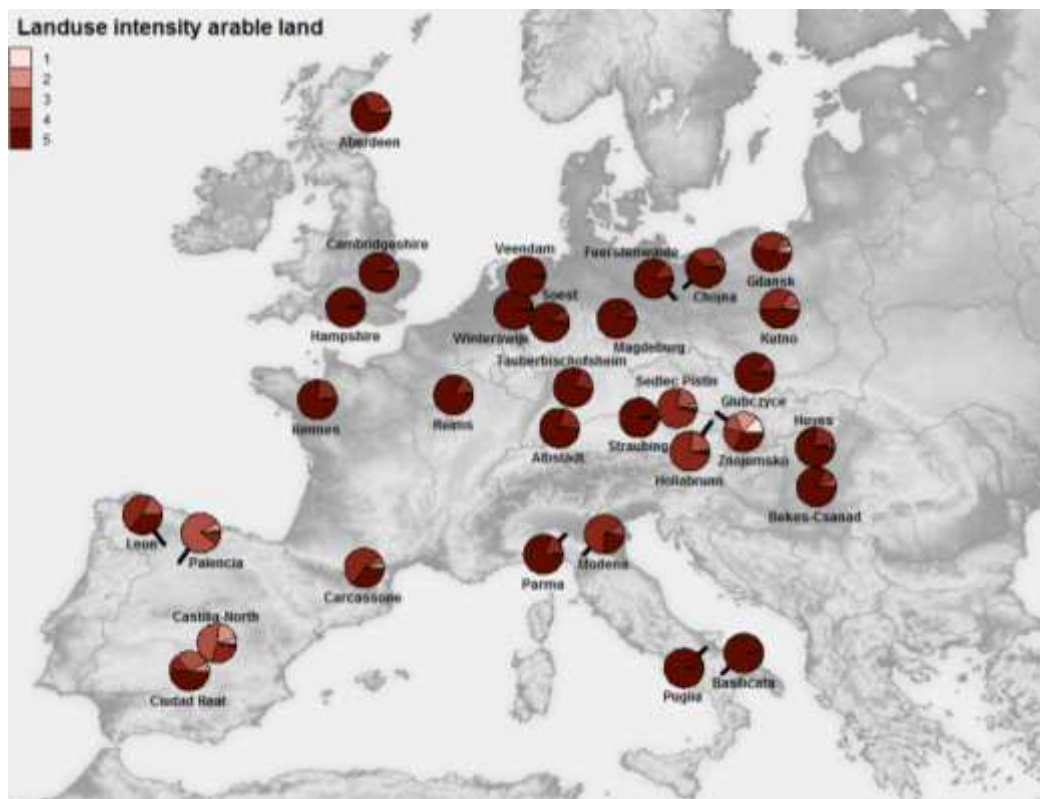 Landuse intensity arable land
1
2
3
4
5
Aberdeen
Cambridgeshire
Veendam
Fuerstenwalde
Gdansk
Soest
Chojna
Hampshire
Winterswijk
Magdeburg
Kutno
Tauberbischofsheim
Sedlec Pistin
Glubczyce
Rennes
Reims
Heves
Albstadt
Straubing
Znojemsko
Hollabrunn
Bekes-Csanad
Leon
Palencia
Parma
Modena
Carcassone
Castilla-North
Puglia
Basilicata
Ciudad Real